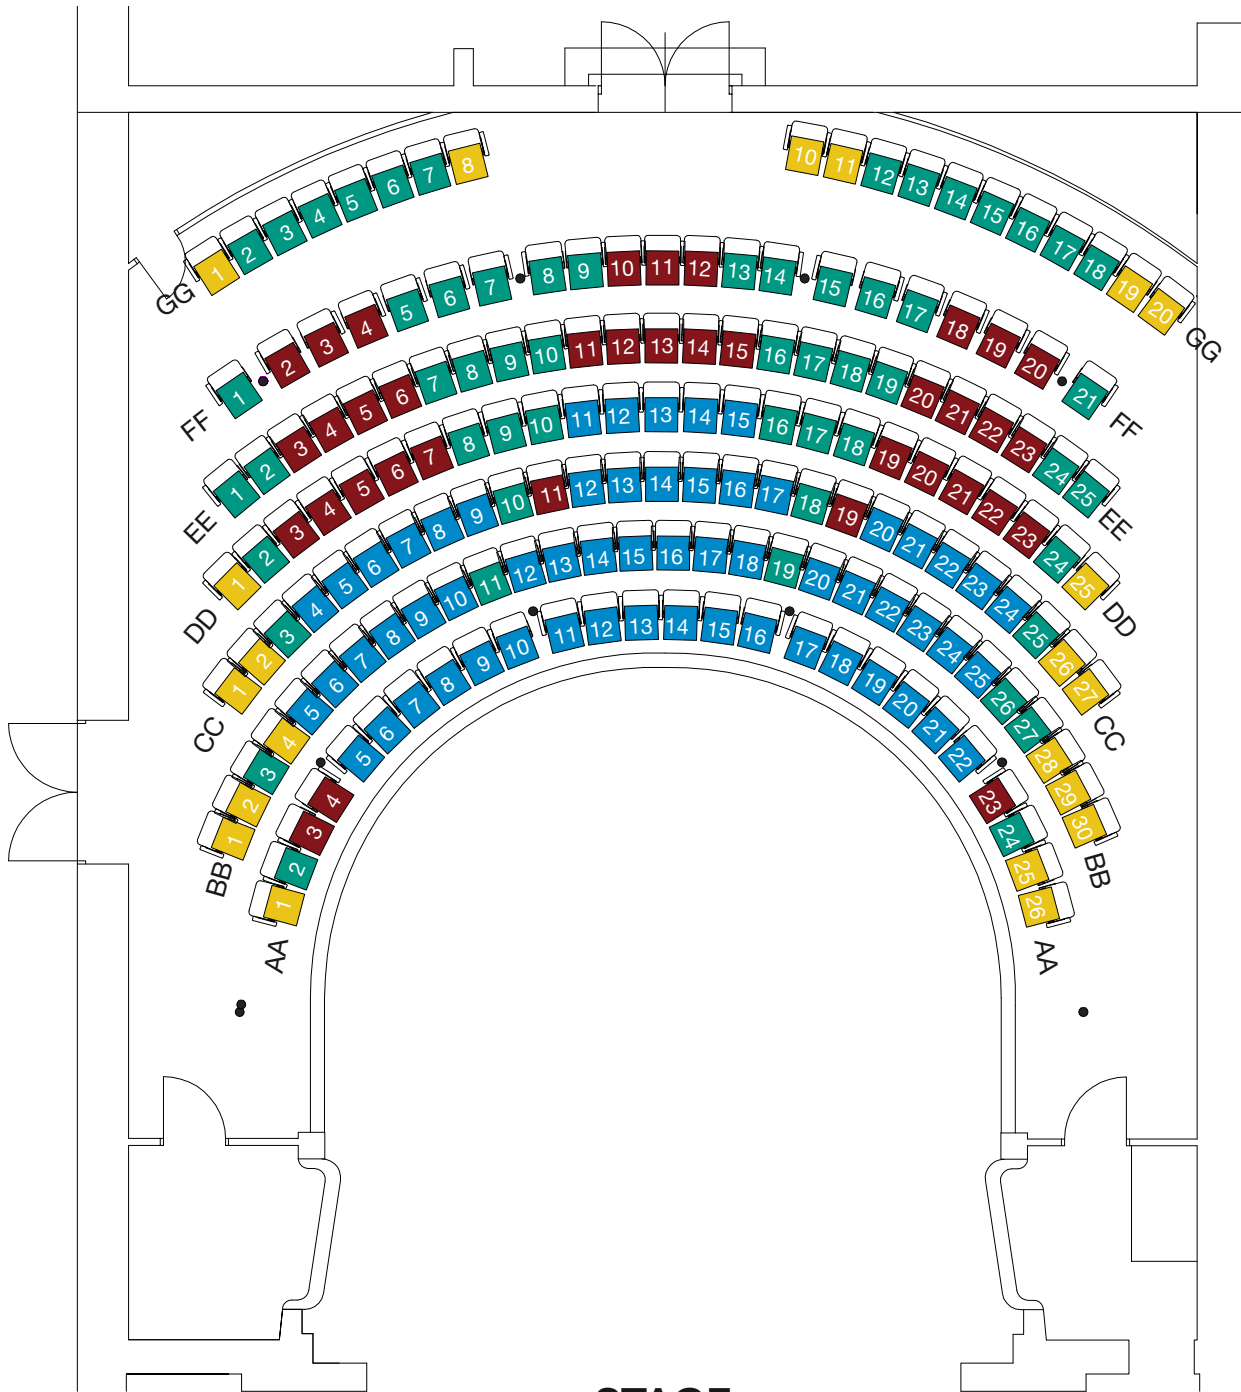 GG 1 2 3 4 5 6 7 8 10 11 12 13 14 15 16 17 18 19 20 GG
FF 1 2 3 4 5 6 7 8 9 10 11 12 13 14 15 16 17 18 19 20 21 FF
EE 1 2 3 4 5 6 7 8 9 10 11 12 13 14 15 16 17 18 19 20 21 22 23 24 25 EE
DD 1 2 3 4 5 6 7 8 9 10 11 12 13 14 15 16 17 18 19 20 21 22 23 24 25 DD
CC 1 2 3 4 5 6 7 8 9 10 11 12 13 14 15 16 17 18 19 20 21 22 23 24 25 26 27 CC
BB 1 2 3 4 5 6 7 8 9 10 11 12 13 14 15 16 17 18 19 20 21 22 23 24 25 26 27 28 29 30 BB
AA 1 2 3 4 5 6 7 8 9 10 11 12 13 14 15 16 17 18 19 20 21 22 23 24 25 26 AA
STAGE